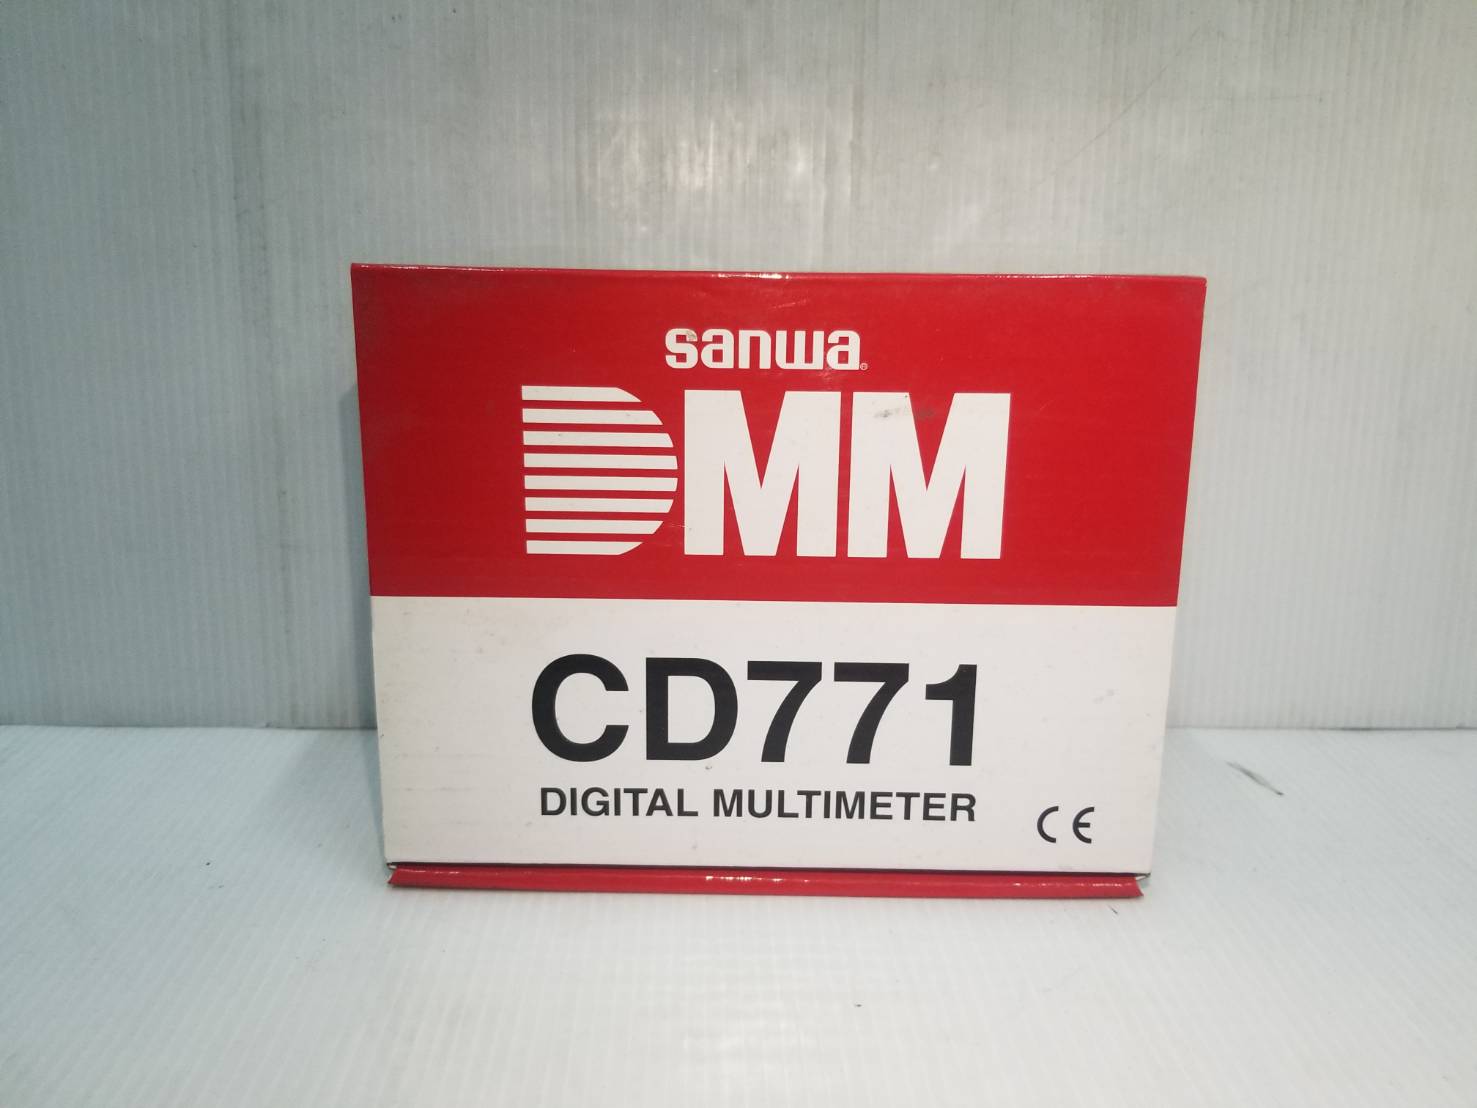 sanwa®
DMM
CD771
DIGITAL MULTIMETER
CE